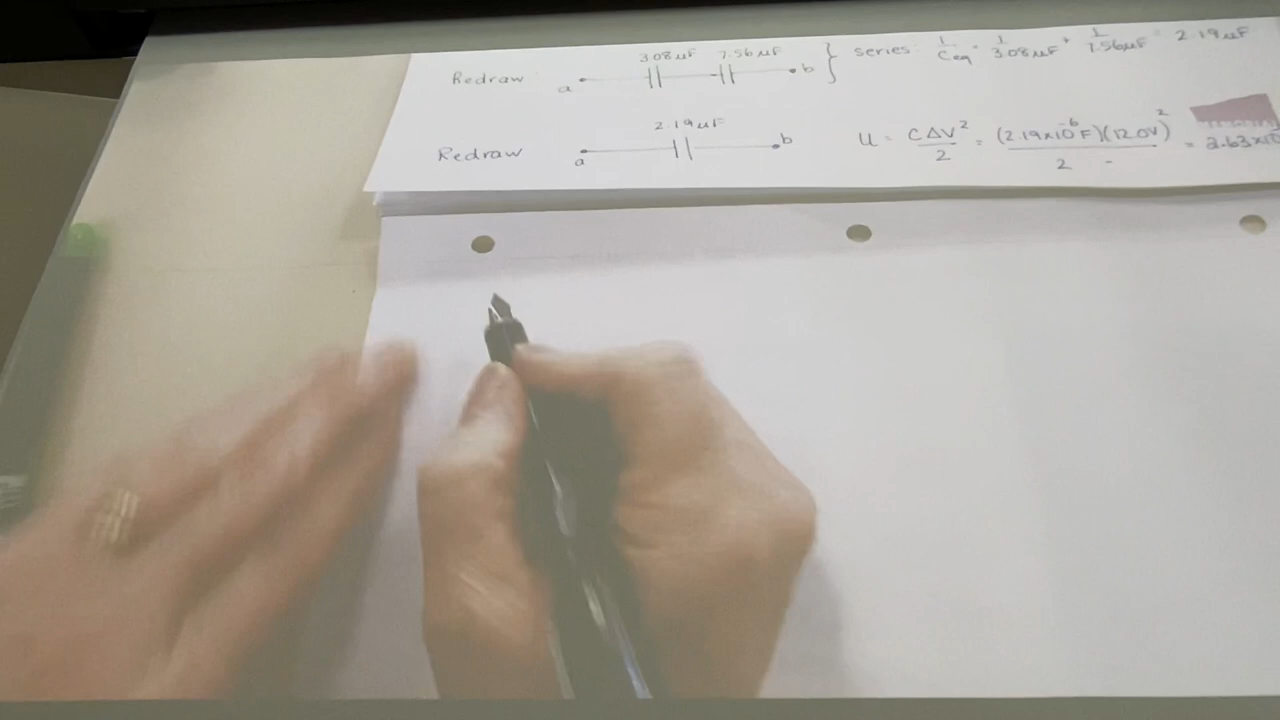 Redraw a 3.08µF 7.56µF b } series: 1/Ceq = 1/3.08µF + 1/7.56µF = 2.19µF
Redraw a 2.19µF b U = CΔV²/2 = (2.19x10⁻⁶F)(12.0V)²/2 =